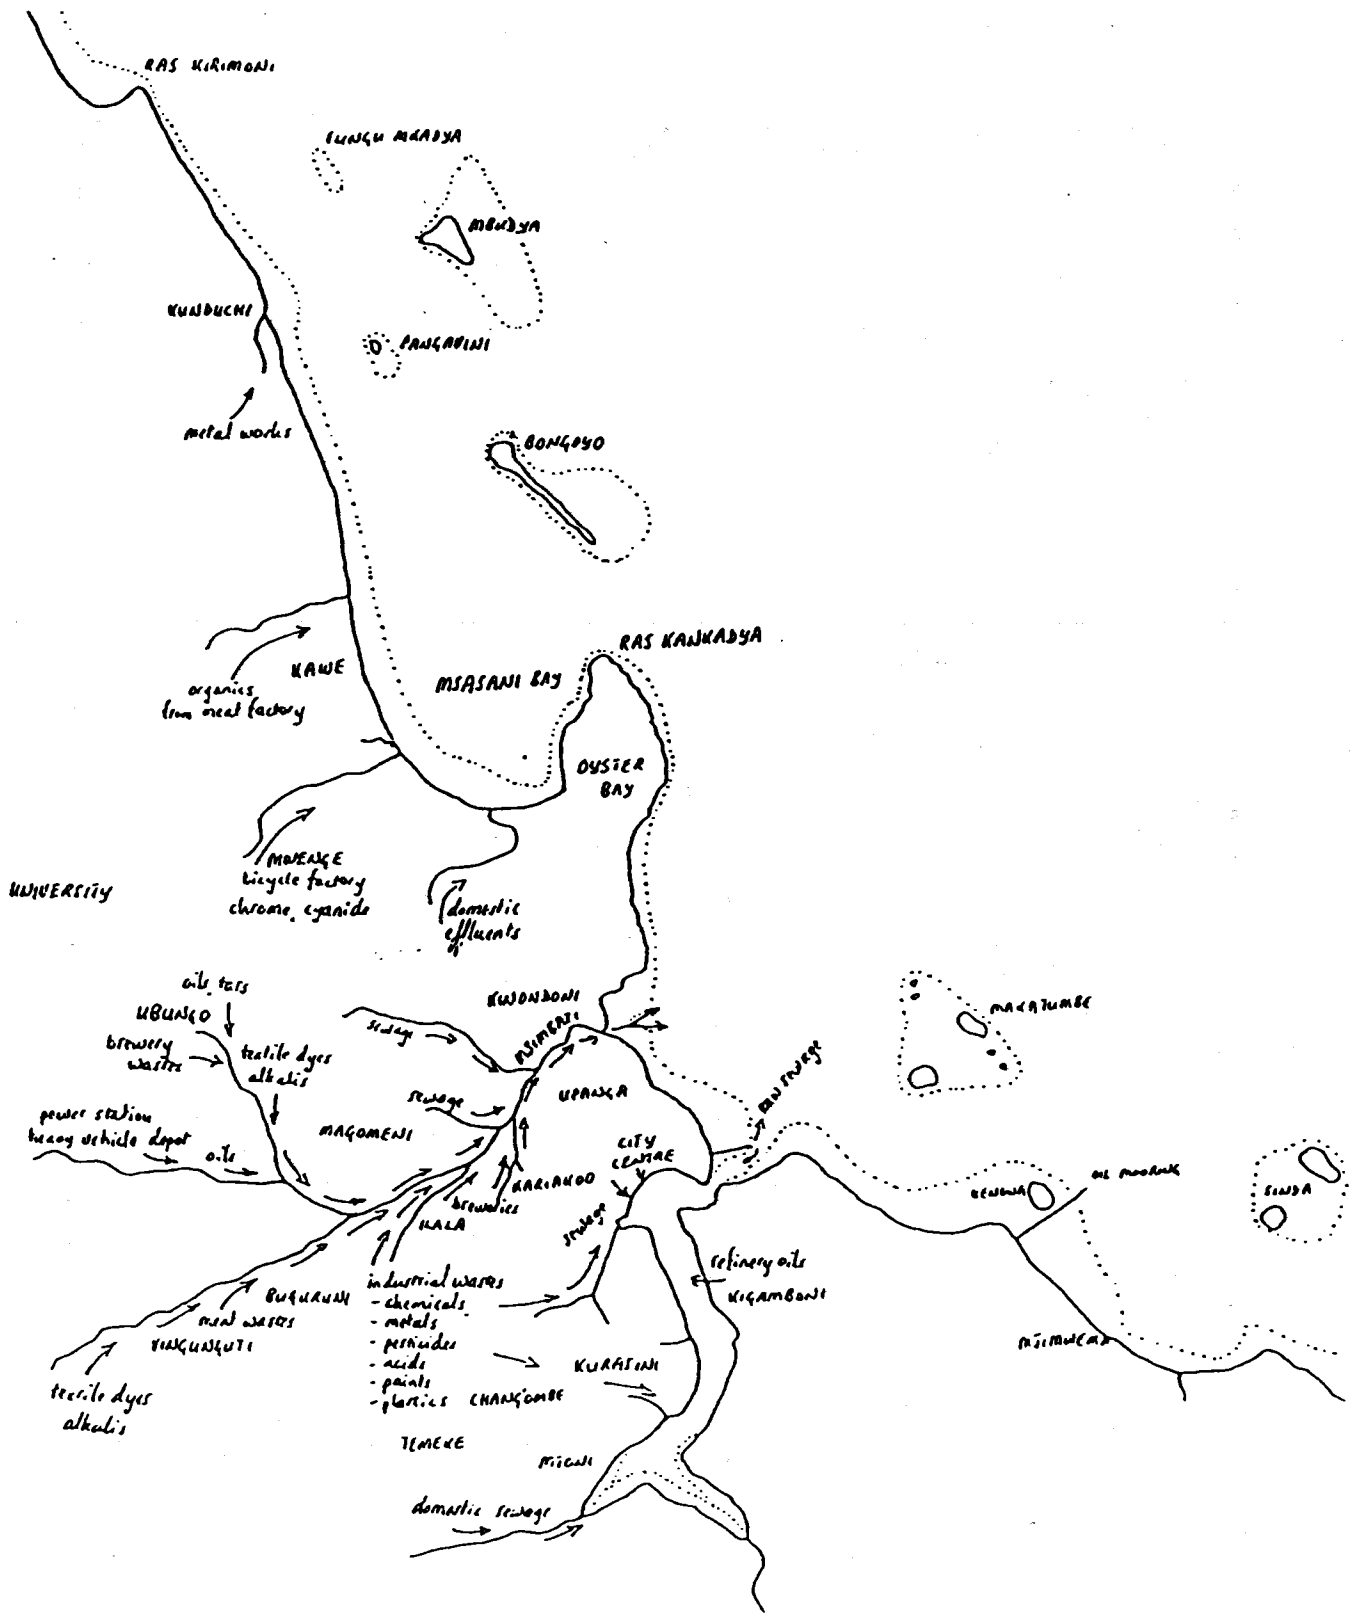 RAS KIRIMONI
FUNGU MKADYA
MBUDYA
KUNDUCHI
PANGAVINI
metal works
BONGOYO
RAS KANKADYA
KAWE
MSASANI BAY
organics
from meat factory
OYSTER
BAY
MWENGE
bicycle factory
chrome, cyanide
UNIVERSITY
domestic
effluents
oils, tars
UBUNGO
brewery
wastes
textile dyes
alkalis
KINONDONI
MSIMBAZI
sewage
MAKATUMBE
sewage
UPANGA
RAW SEWAGE
power station
heavy vehicle depot
oils
MAGOMENI
CITY
CENTRE
KARIAKOO
breweries
ILALA
sewage
KENDWA
OIL MOORING
SINDA
refinery oils
KIGAMBONI
BUGURUNI
meat wastes
VINGUNGUTI
industrial wastes
- chemicals
- metals
- pesticides
- acids
- paints
- plastics
CHANG'OMBE
KURASINI
MJIMWEMA
textile dyes
alkalis
TEMEKE
MTONI
domestic sewage